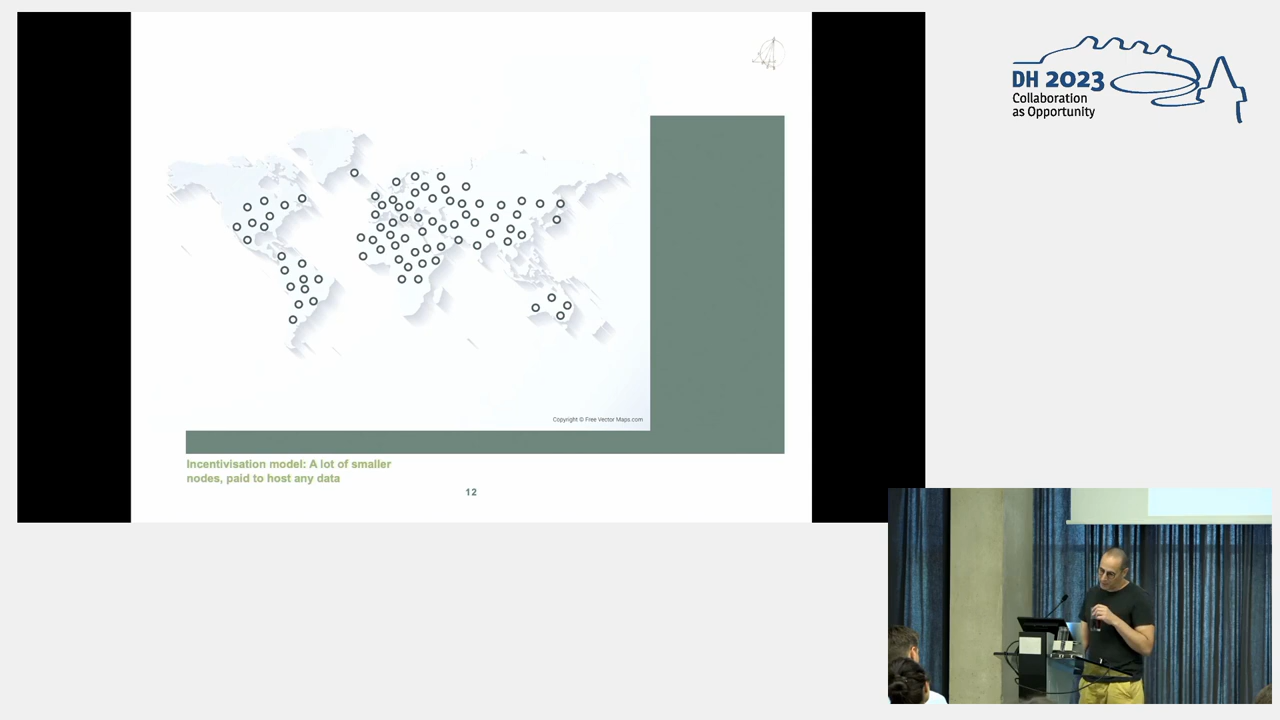 DH 2023
Collaboration
as Opportunity
Copyright © Free Vector Maps.com
Incentivisation model: A lot of smaller
nodes, paid to host any data
12